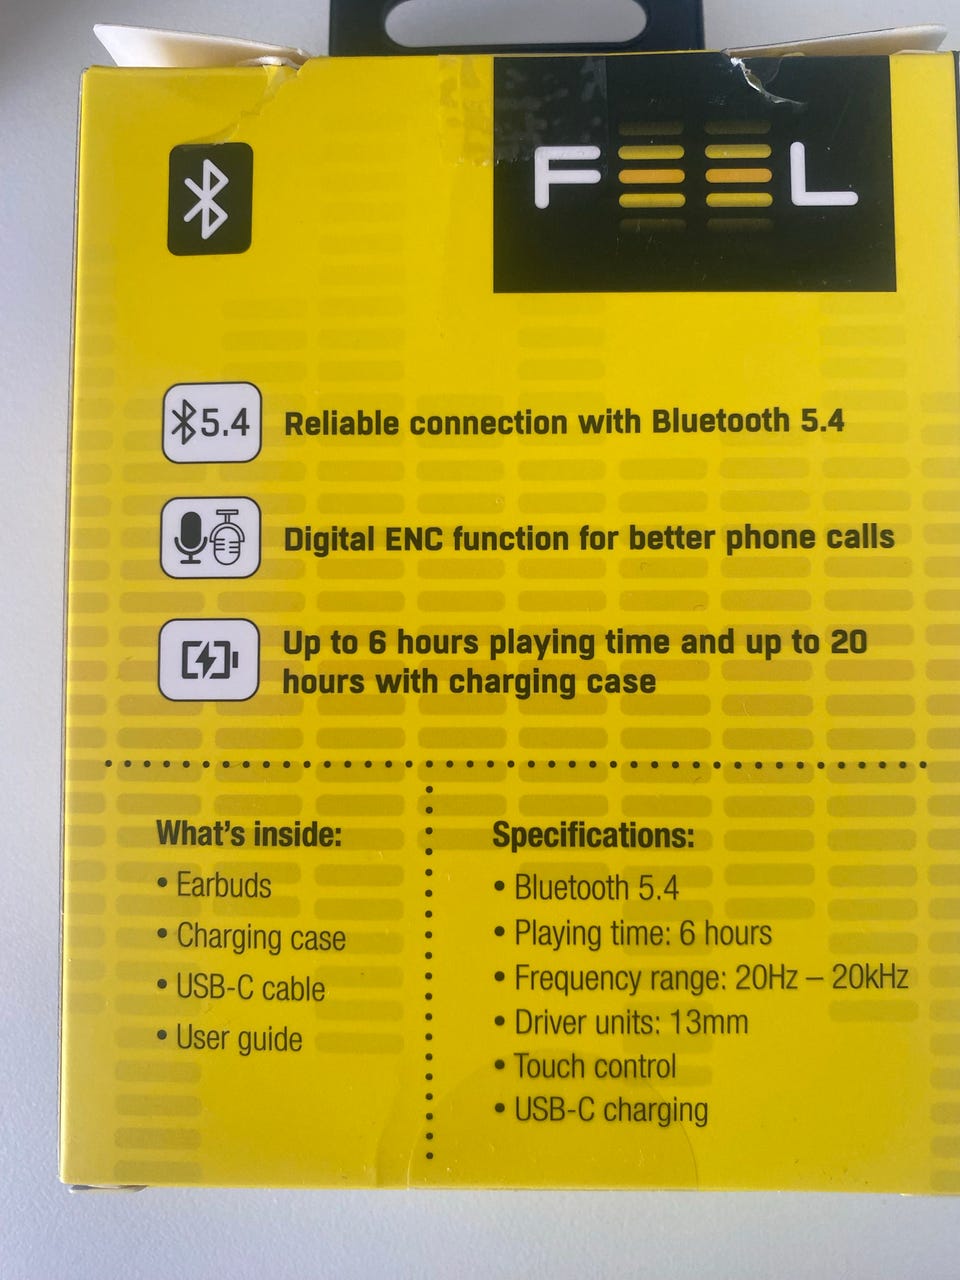 FEEL
5.4 Reliable connection with Bluetooth 5.4
Digital ENC function for better phone calls
Up to 6 hours playing time and up to 20
hours with charging case
What's inside:
• Earbuds
• Charging case
• USB-C cable
• User guide
Specifications:
• Bluetooth 5.4
• Playing time: 6 hours
• Frequency range: 20Hz – 20kHz
• Driver units: 13mm
• Touch control
• USB-C charging